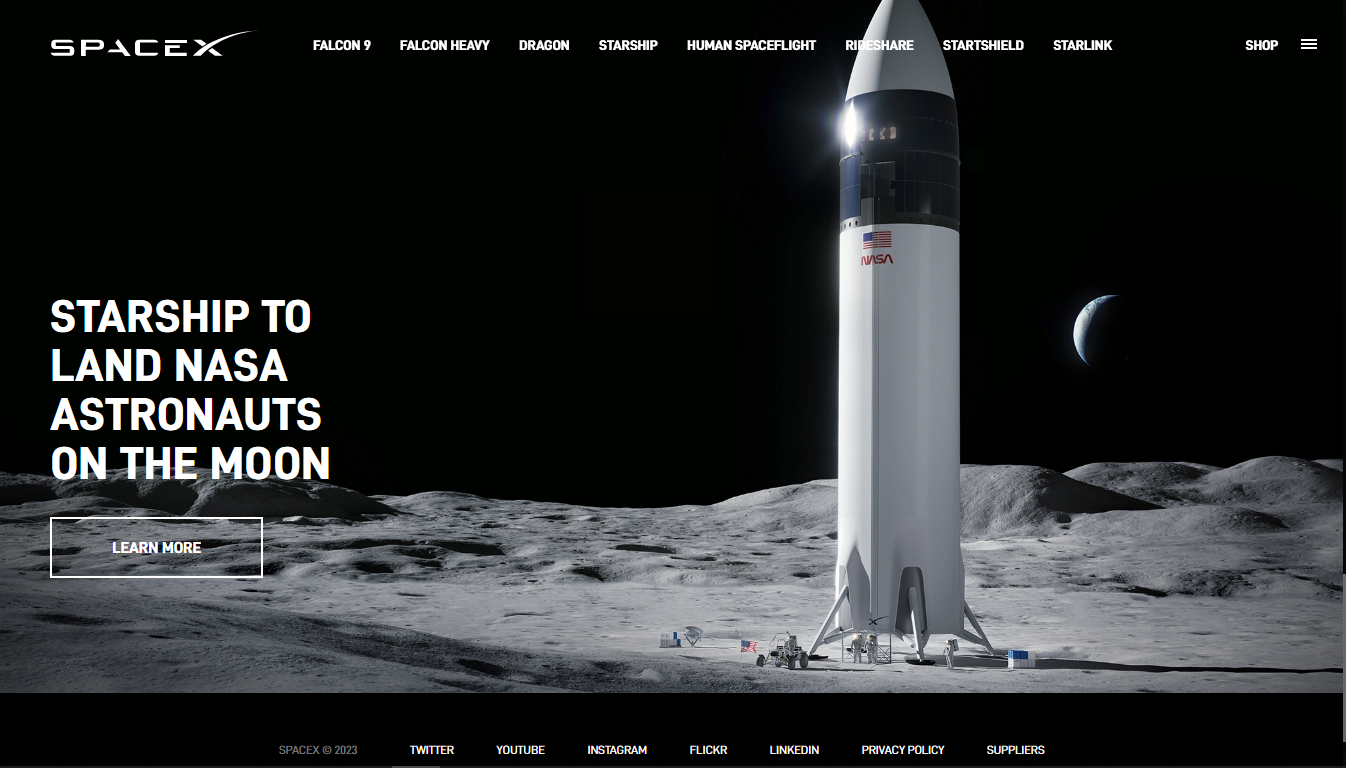 SPACEX
FALCON 9 FALCON HEAVY DRAGON STARSHIP HUMAN SPACEFLIGHT RIDESHARE STARTSHIELD STARLINK SHOP
NASA
STARSHIP TO
LAND NASA
ASTRONAUTS
ON THE MOON
LEARN MORE
SPACEX © 2023 TWITTER YOUTUBE INSTAGRAM FLICKR LINKEDIN PRIVACY POLICY SUPPLIERS